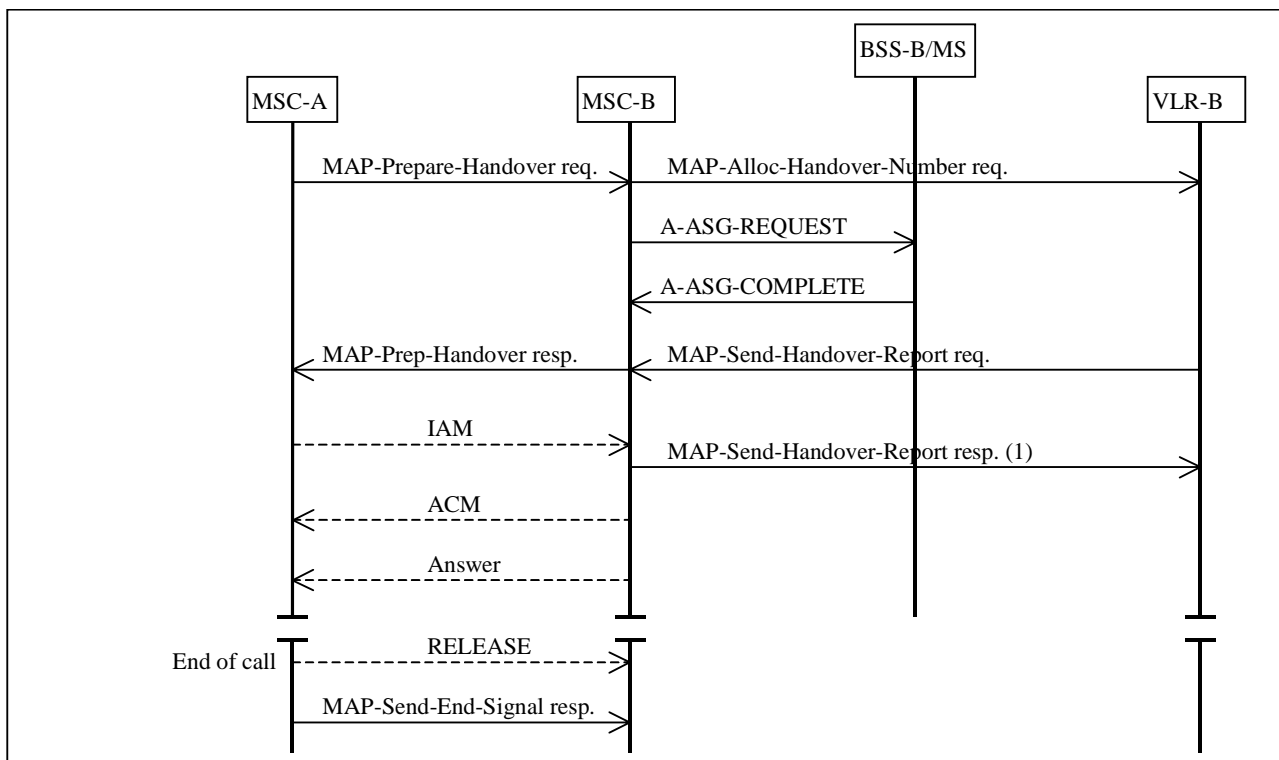 BSS-B/MS
MSC-A
MSC-B
VLR-B
MAP-Prepare-Handover req.
MAP-Alloc-Handover-Number req.
A-ASG-REQUEST
A-ASG-COMPLETE
MAP-Prep-Handover resp.
MAP-Send-Handover-Report req.
IAM
MAP-Send-Handover-Report resp. (1)
ACM
Answer
RELEASE
End of call
MAP-Send-End-Signal resp.